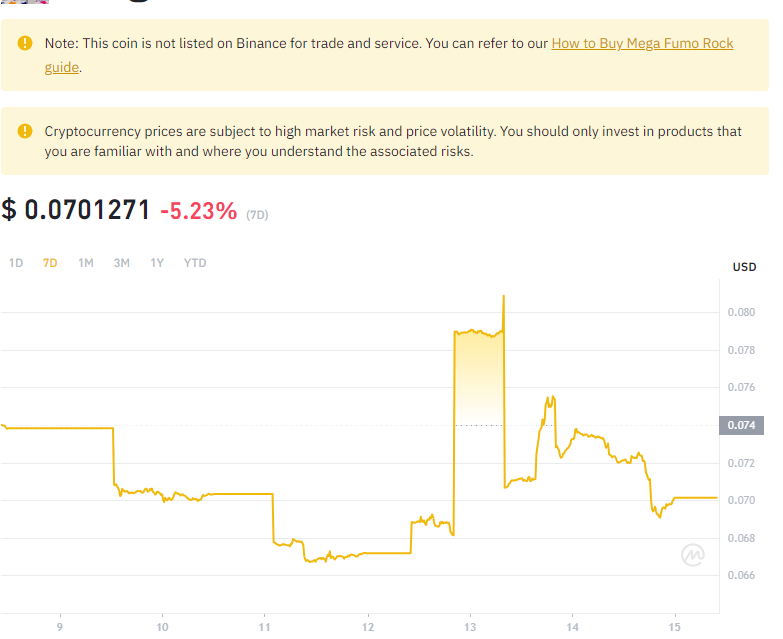 Note: This coin is not listed on Binance for trade and service. You can refer to our How to Buy Mega Fumo Rock
guide.
Cryptocurrency prices are subject to high market risk and price volatility. You should only invest in products that
you are familiar with and where you understand the associated risks.
$ 0.0701271 -5.23% (7D)
1D 7D 1M 3M 1Y YTD
USD
0.080
0.078
0.076
0.074
0.072
0.070
0.068
0.066
9 10 11 12 13 14 15